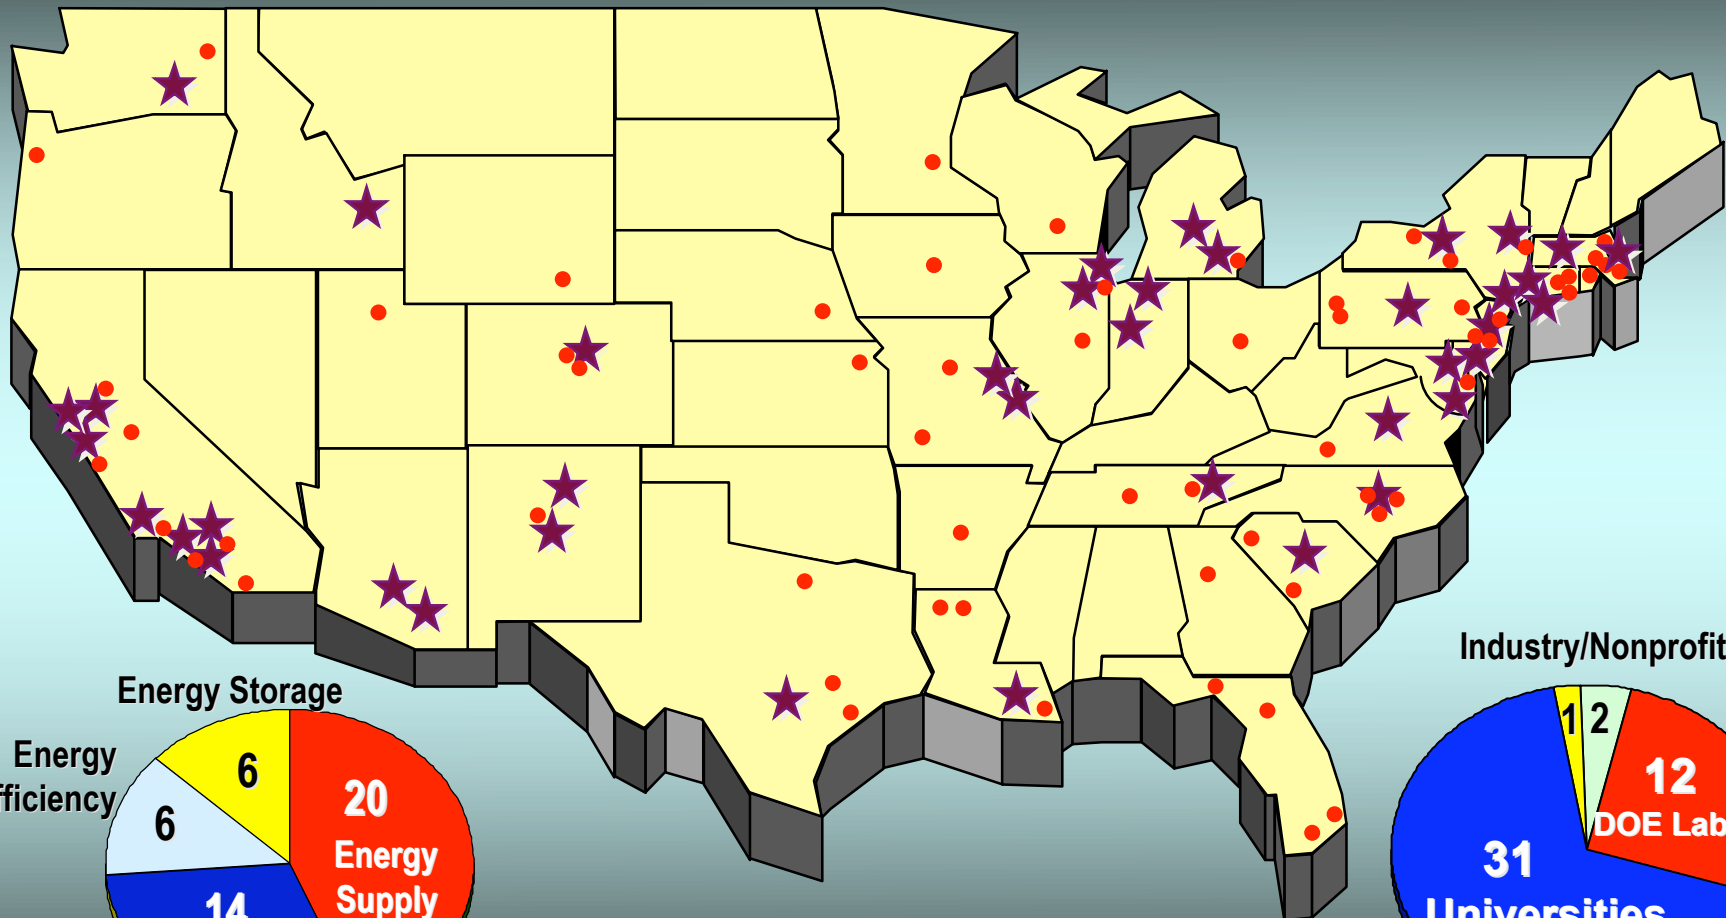 Industry/Nonprofit
Energy Storage
1
2
Energy
6
12
20
fficiency
DOE Lab
6
Energy
31
Supply
14
Universities